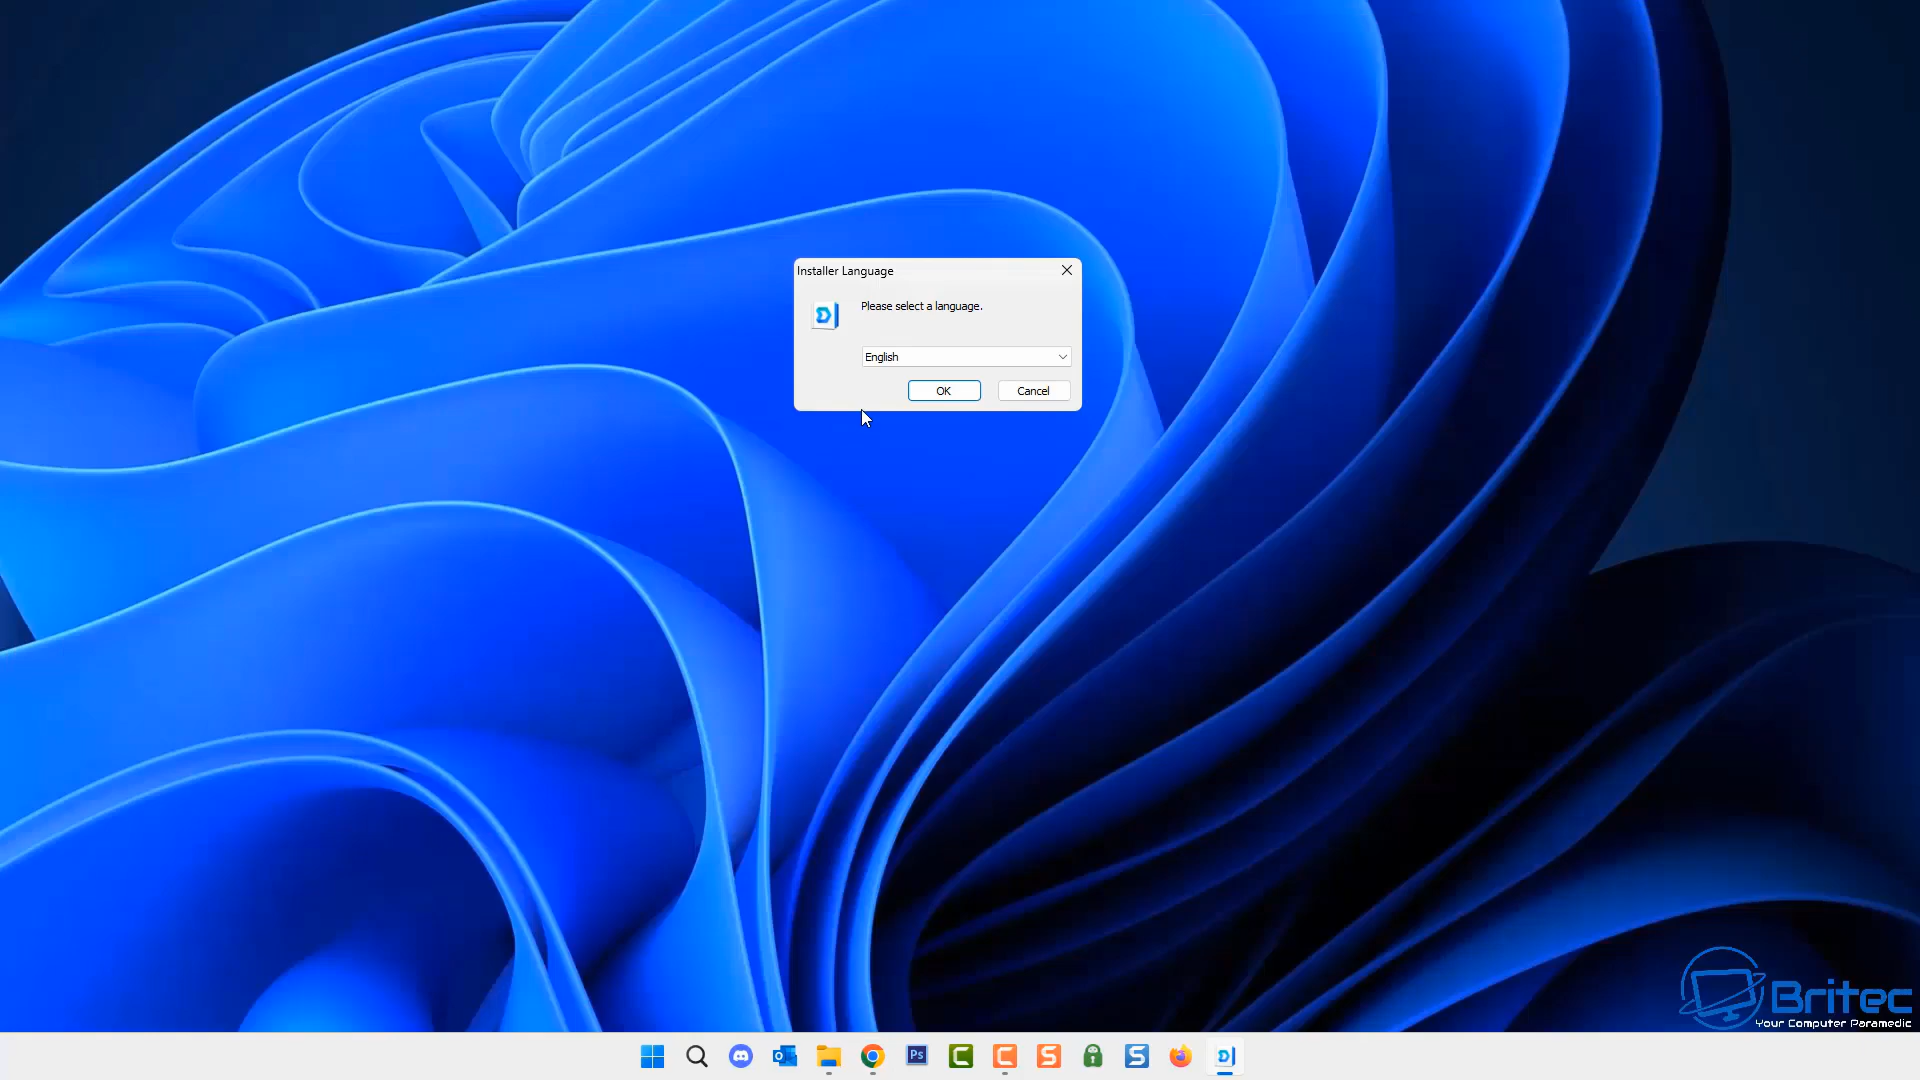 Installer Language
Please select a language.
English
OK
Cancel
Britec
Your Computer Paramedic
Ps